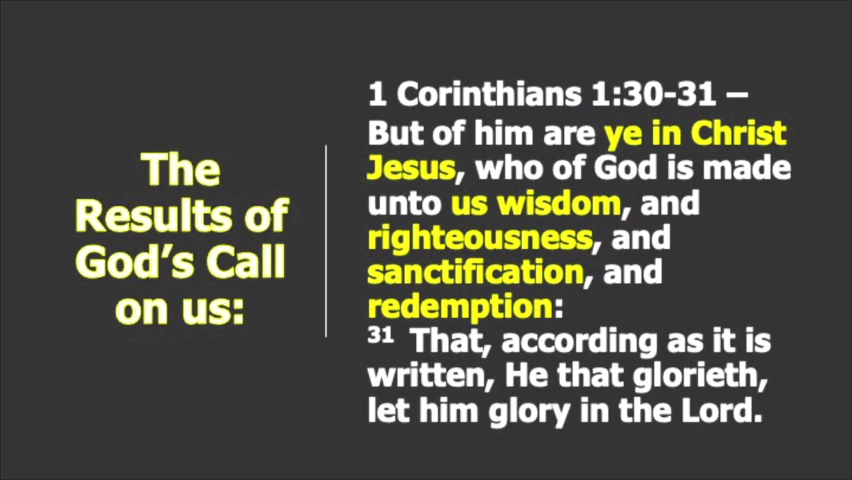 The
Results of
God's Call
on us:
1 Corinthians 1:30-31 –
But of him are ye in Christ
Jesus, who of God is made
unto us wisdom, and
righteousness, and
sanctification, and
redemption:
31 That, according as it is
written, He that glorieth,
let him glory in the Lord.